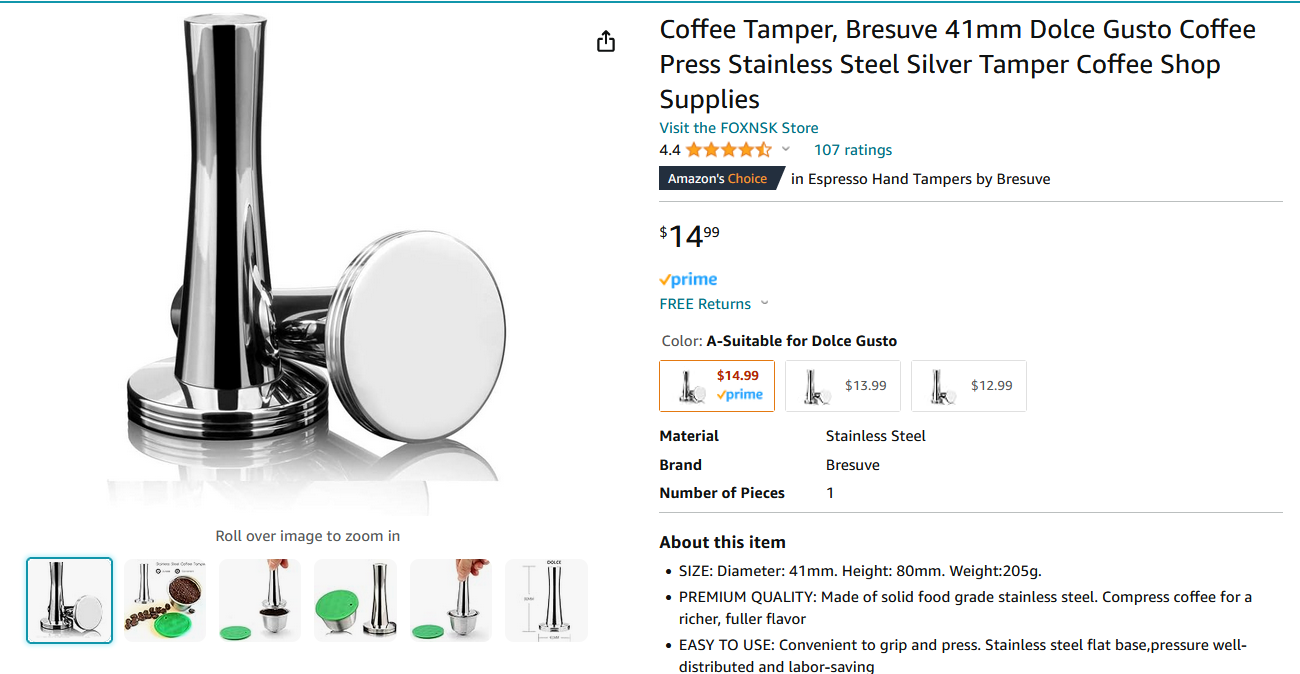 Coffee Tamper, Bresuve 41mm Dolce Gusto Coffee
Press Stainless Steel Silver Tamper Coffee Shop
Supplies
Visit the FOXNSK Store
4.4 107 ratings
Amazon's Choice in Espresso Hand Tampers by Bresuve
$1499
prime
FREE Returns
Color: A-Suitable for Dolce Gusto
$14.99 $13.99 $12.99
prime
Material Stainless Steel
Brand Bresuve
Number of Pieces 1
About this item
• SIZE: Diameter: 41mm. Height: 80mm. Weight:205g.
• PREMIUM QUALITY: Made of solid food grade stainless steel. Compress coffee for a
richer, fuller flavor
• EASY TO USE: Convenient to grip and press. Stainless steel flat base,pressure well-
distributed and labor-saving
Roll over image to zoom in
Stainless Steel Coffee Tamper
DOLCE